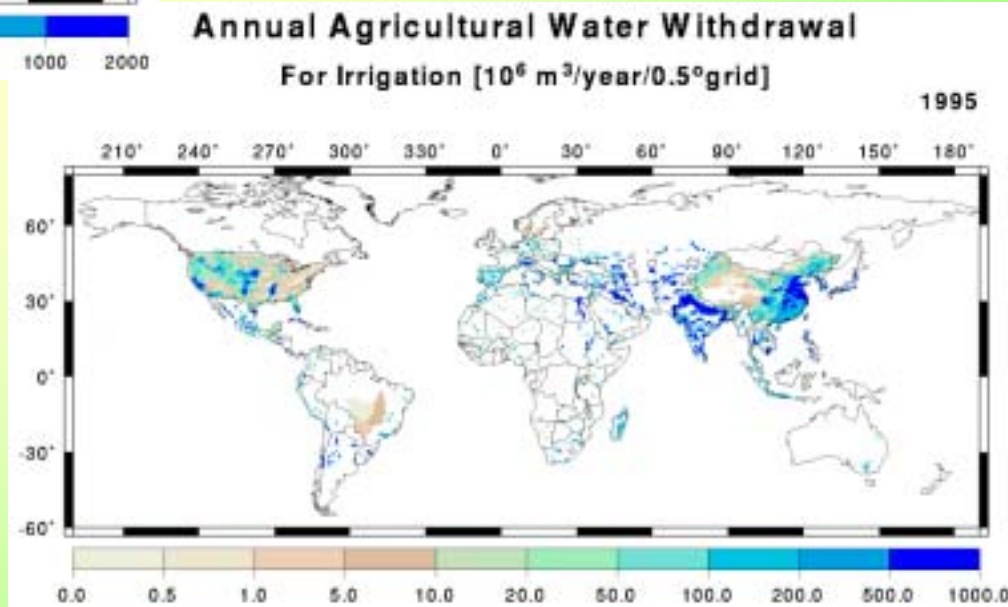 1000 2000
Annual Agricultural Water Withdrawal
For Irrigation [10⁶ m³/year/0.5°grid]
1995
210° 240° 270° 300° 330° 0° 30° 60° 90° 120° 150° 180°
60°
30°
0°
-30°
-60°
0.0 0.5 1.0 5.0 10.0 20.0 50.0 100.0 200.0 500.0 1000.0